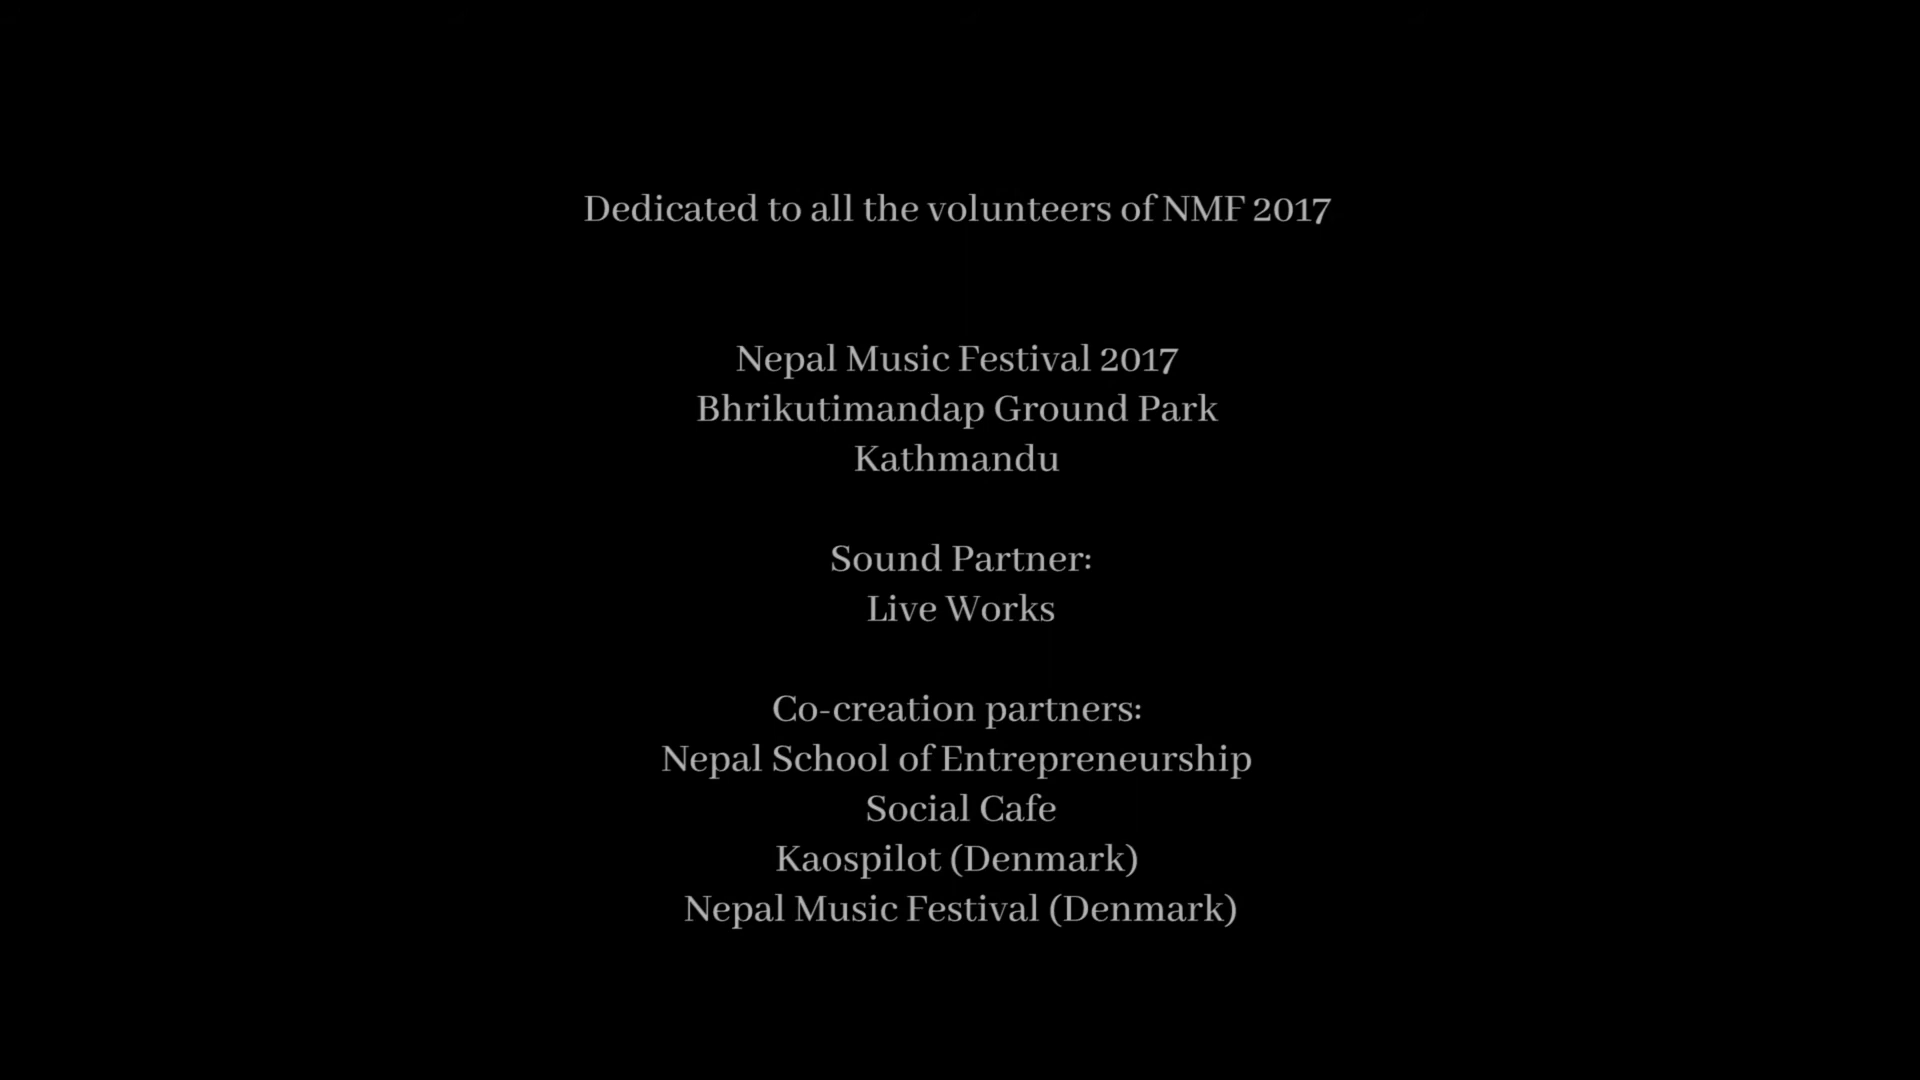 Dedicated to all the volunteers of NMF 2017
Nepal Music Festival 2017
Bhrikutimandap Ground Park
Kathmandu
Sound Partner:
Live Works
Co-creation partners:
Nepal School of Entrepreneurship
Social Cafe
Kaospilot (Denmark)
Nepal Music Festival (Denmark)